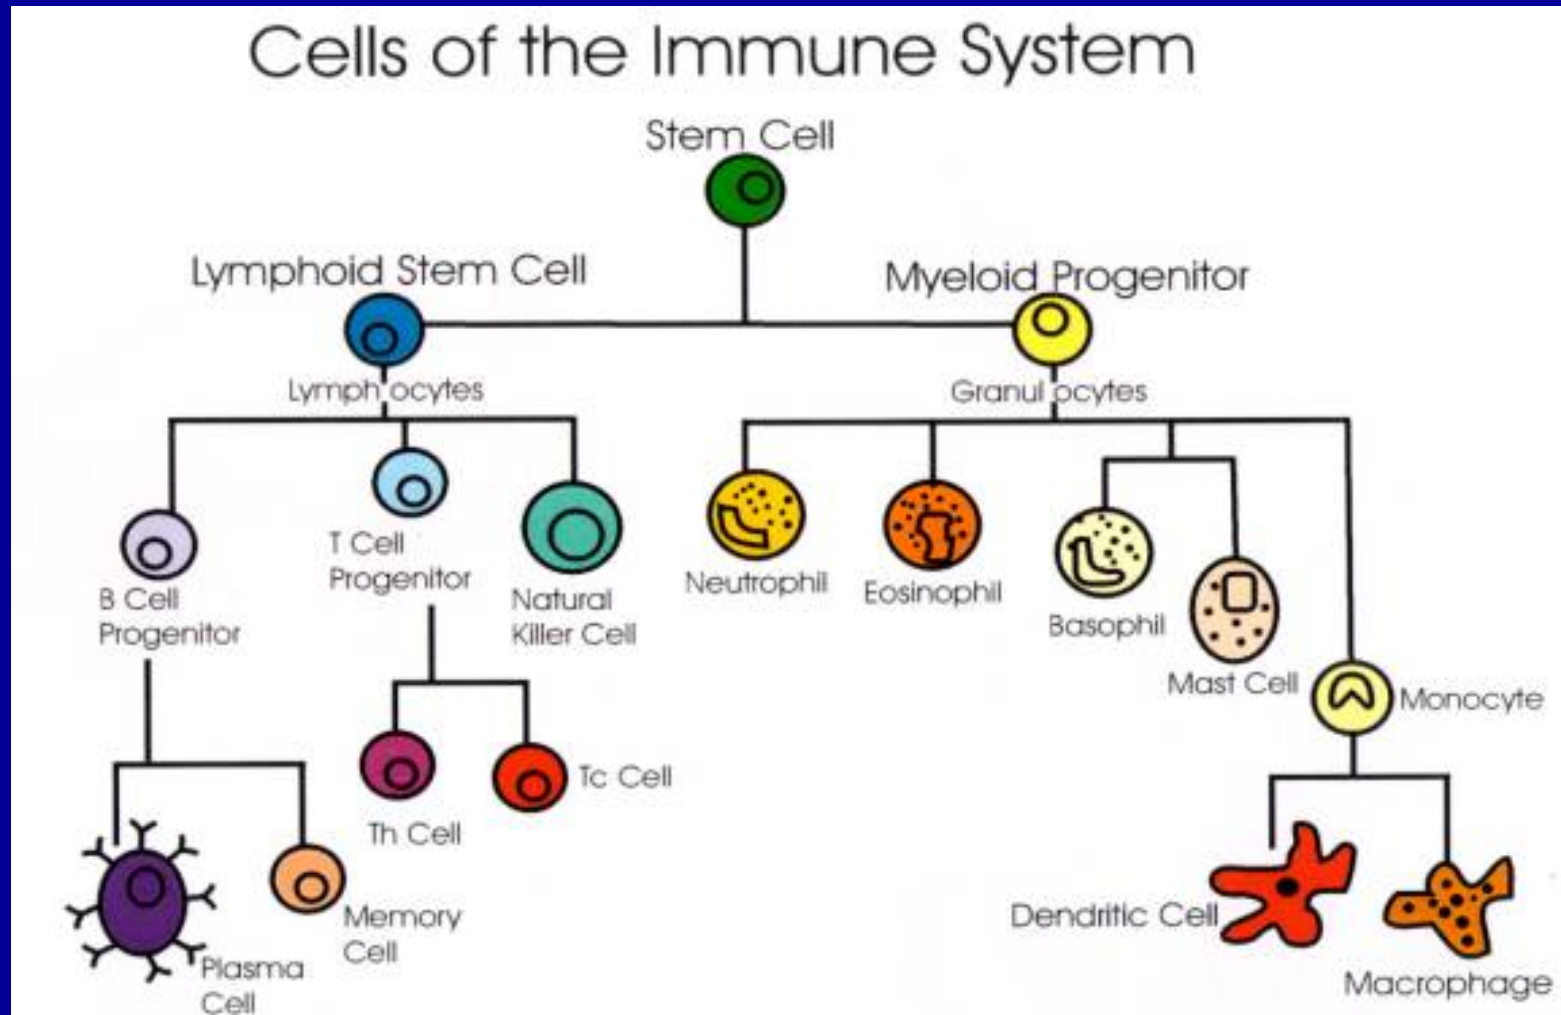 Cells of the Immune System
Stem Cell
Lymphoid Stem Cell
Myeloid Progenitor
Lymphocytes
Granulocytes
B Cell
Progenitor
T Cell
Progenitor
Natural
Killer Cell
Neutrophil
Eosinophil
Basophil
Mast Cell
Monocyte
Th Cell
Tc Cell
Plasma
Cell
Memory
Cell
Dendritic Cell
Macrophage